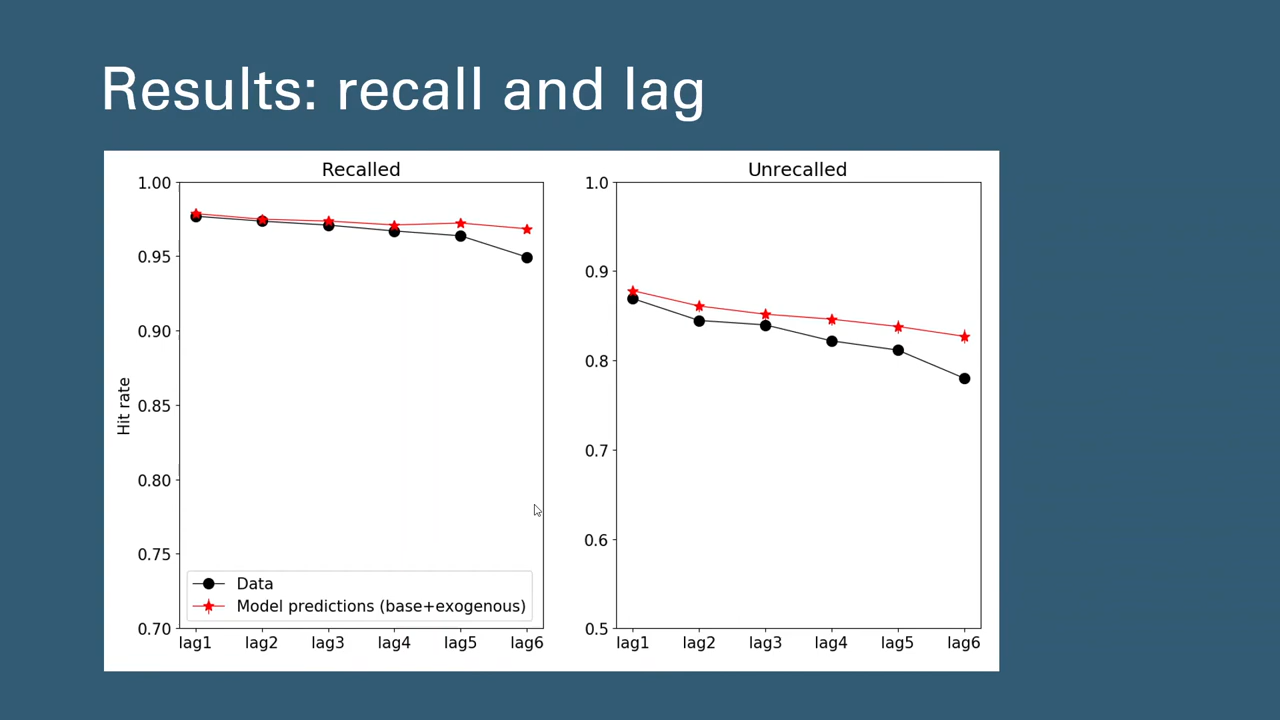 Results: recall and lag
Recalled
Hit rate
1.00
0.95
0.90
0.85
0.80
0.75
0.70
Data
Model predictions (base+exogenous)
lag1 lag2 lag3 lag4 lag5 lag6
Unrecalled
1.0
0.9
0.8
0.7
0.6
0.5
lag1 lag2 lag3 lag4 lag5 lag6